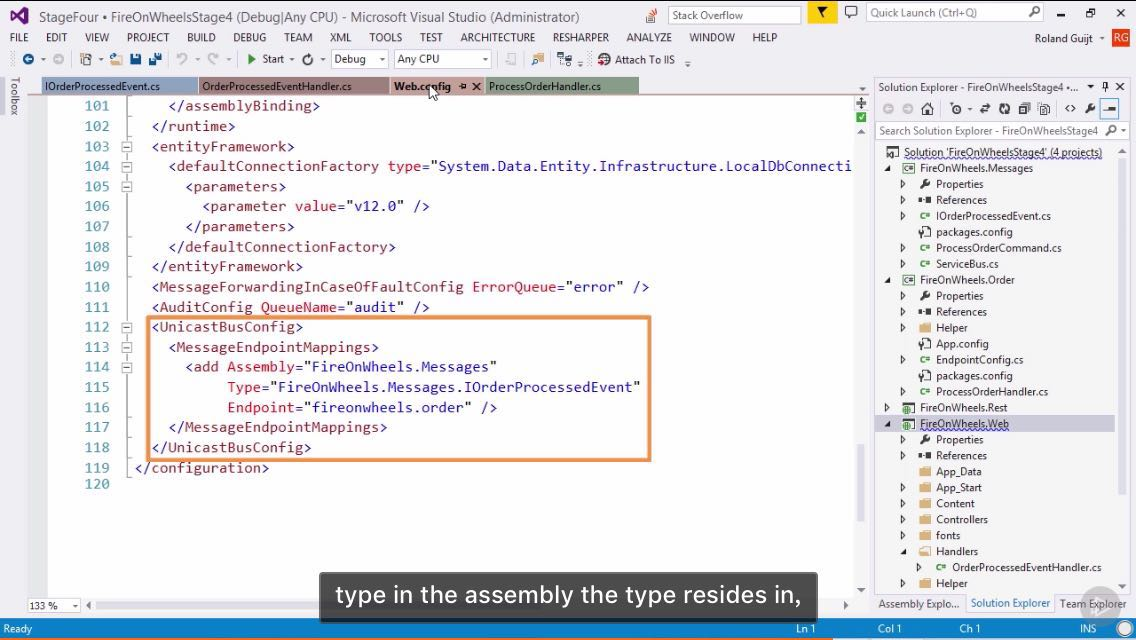 StageFour • FireOnWheelsStage4 (Debug|Any CPU) - Microsoft Visual Studio (Administrator)
Stack Overflow
Quick Launch (Ctrl+Q)
FILE EDIT VIEW PROJECT BUILD DEBUG TEAM XML TOOLS TEST ARCHITECTURE RESHARPER ANALYZE WINDOW HELP
Roland Guijt RG
Start Debug Any CPU Attach To IIS
Toolbox
IOrderProcessedEvent.cs OrderProcessedEventHandler.cs Web.config ProcessOrderHandler.cs
101 </assemblyBinding>
102 </runtime>
103 <entityFramework>
104 <defaultConnectionFactory type="System.Data.Entity.Infrastructure.LocalDbConnecti
105 <parameters>
106 <parameter value="v12.0" />
107 </parameters>
108 </defaultConnectionFactory>
109 </entityFramework>
110 <MessageForwardingInCaseOfFaultConfig ErrorQueue="error" />
111 <AuditConfig QueueName="audit" />
112 <UnicastBusConfig>
113 <MessageEndpointMappings>
114 <add Assembly="FireOnWheels.Messages"
115 Type="FireOnWheels.Messages.IOrderProcessedEvent"
116 Endpoint="fireonwheels.order" />
117 </MessageEndpointMappings>
118 </UnicastBusConfig>
119 </configuration>
120
133 %
Solution Explorer - FireOnWheelsStage4 •...
Search Solution Explorer - FireOnWheelsStage4
Solution 'FireOnWheelsStage4' (4 projects)
FireOnWheels.Messages
Properties
References
IOrderProcessedEvent.cs
packages.config
ProcessOrderCommand.cs
ServiceBus.cs
FireOnWheels.Order
Properties
References
Helper
App.config
EndpointConfig.cs
packages.config
ProcessOrderHandler.cs
FireOnWheels.Rest
FireOnWheels.Web
Properties
References
App_Data
App_Start
Content
Controllers
fonts
Handlers
OrderProcessedEventHandler.cs
Helper
Assembly Explo... Solution Explorer Team Explorer
type in the assembly the type resides in,
Ready Ln 1 Col 1 Ch 1 INS